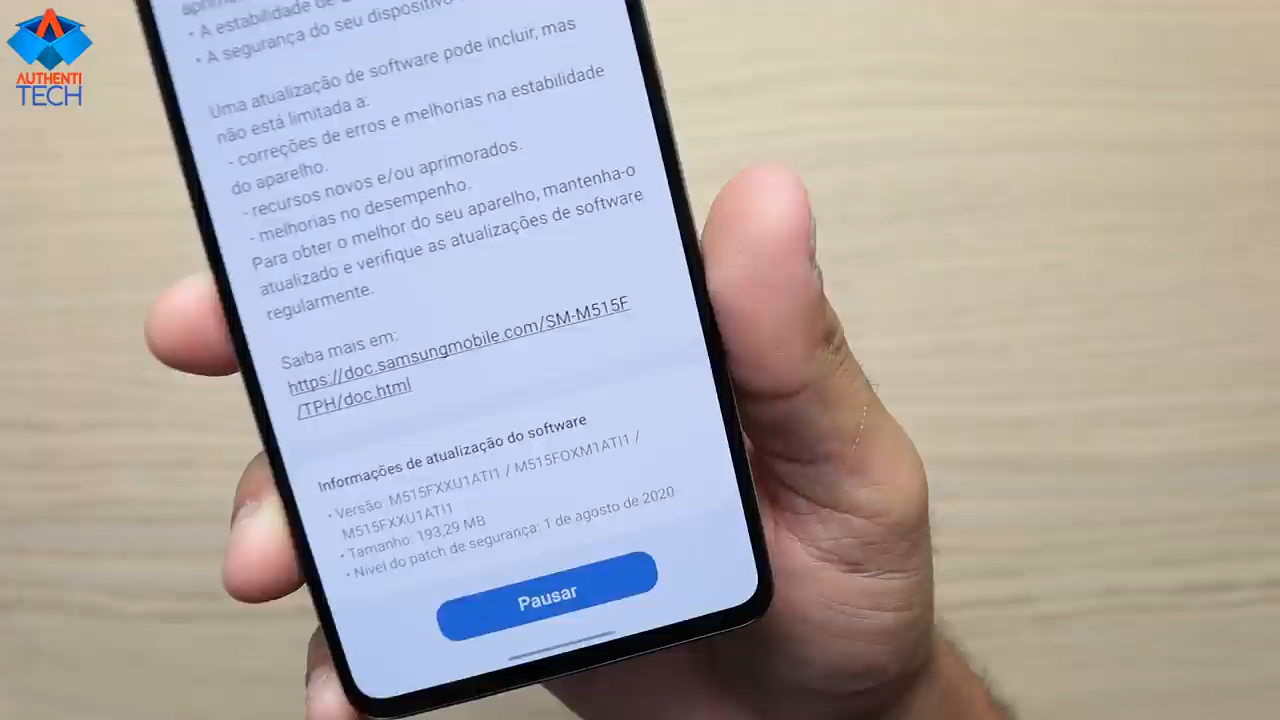 AUTHENTI
TECH
• A estabilidade de
• A segurança do seu dispositivo
Uma atualização de software pode incluir, mas
não está limitada a:
- correções de erros e melhorias na estabilidade
do aparelho.
- recursos novos e/ou aprimorados.
- melhorias no desempenho.
Para obter o melhor do seu aparelho, mantenha-o
atualizado e verifique as atualizações de software
regularmente.
Saiba mais em:
https://doc.samsungmobile.com/SM-M515F
/TPH/doc.html
Informações de atualização do software
• Versão: M515FXXU1ATI1 / M515FOXM1ATI1 /
M515FXXU1ATI1
• Tamanho: 193,29 MB
• Nível do patch de segurança: 1 de agosto de 2020
Pausar